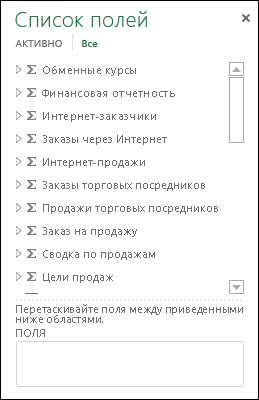 Список полей
АКТИВНО Все
Обменные курсы
Финансовая отчетность
Интернет-заказчики
Заказы через Интернет
Интернет-продажи
Заказы торговых посредников
Продажи торговых посредников
Заказ на продажу
Сводка по продажам
Цели продаж
Перетаскивайте поля между приведенными
ниже областями.
ПОЛЯ